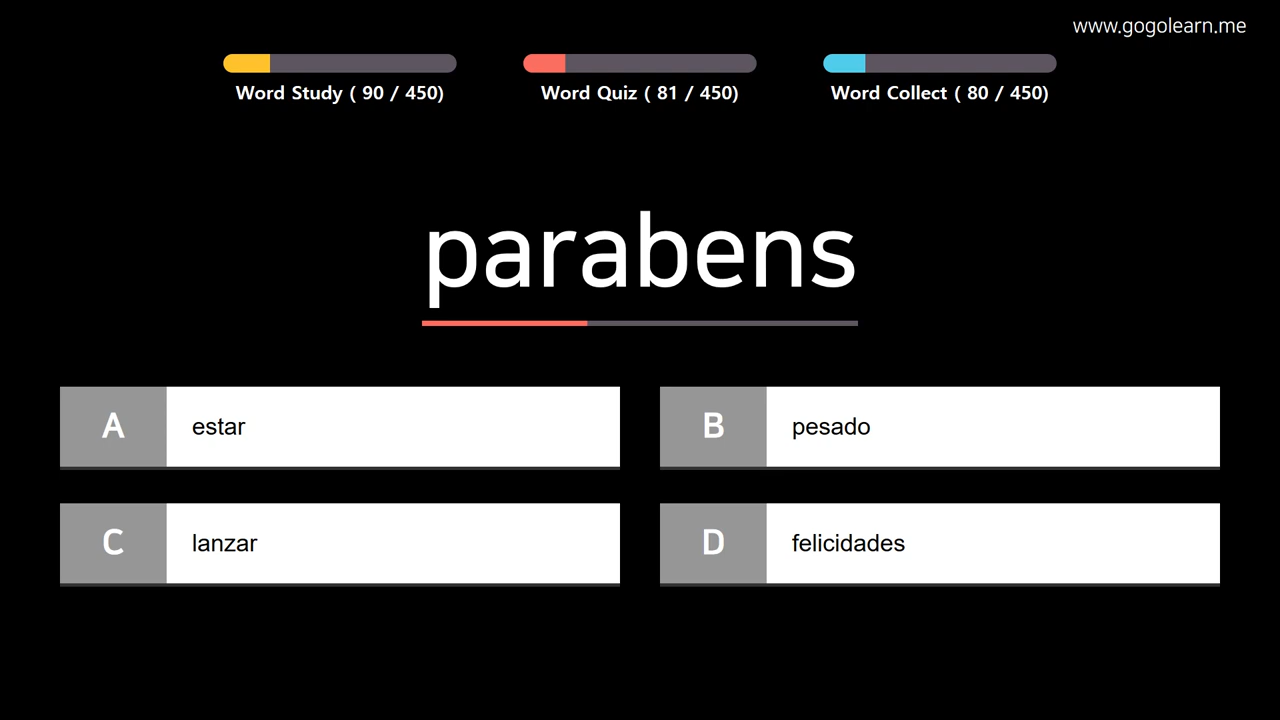 www.gogolearn.me
Word Study ( 90 / 450)
Word Quiz ( 81 / 450)
Word Collect ( 80 / 450)
parabens
A estar
B pesado
C lanzar
D felicidades